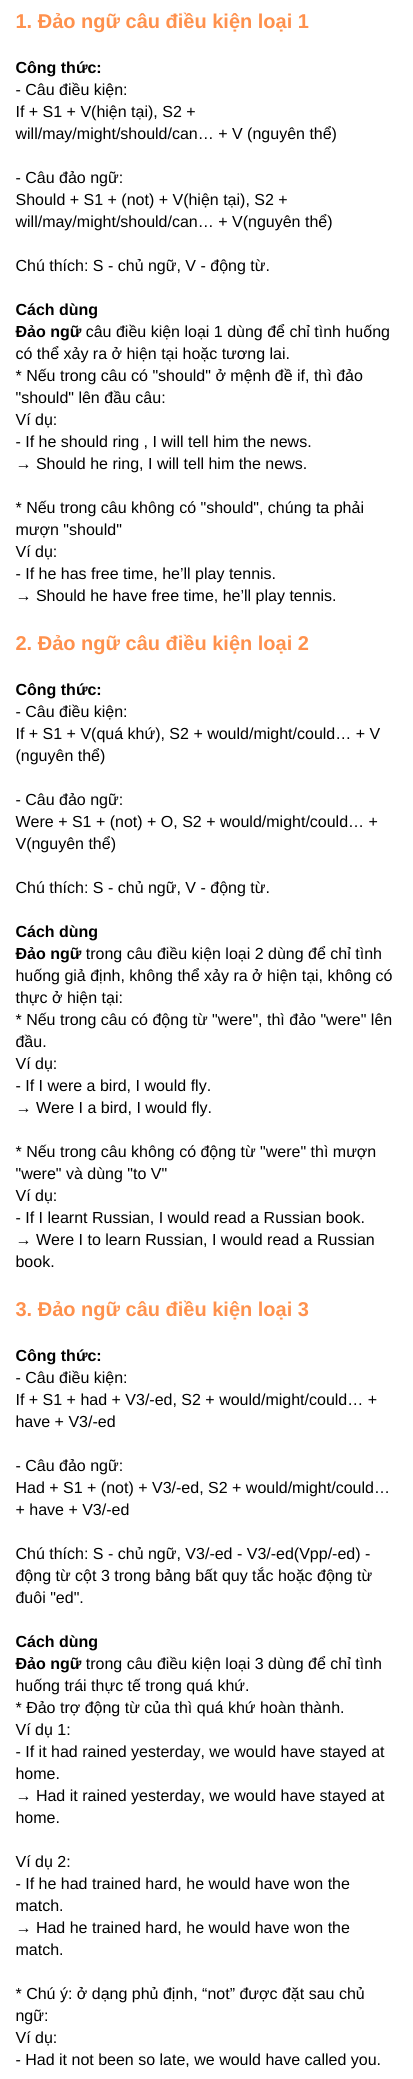 1. Đảo ngữ câu điều kiện loại 1
Công thức:
- Câu điều kiện:
If + S1 + V(hiện tại), S2 +
will/may/might/should/can… + V (nguyên thể)
- Câu đảo ngữ:
Should + S1 + (not) + V(hiện tại), S2 +
will/may/might/should/can… + V(nguyên thể)
Chú thích: S - chủ ngữ, V - động từ.
Cách dùng
Đảo ngữ câu điều kiện loại 1 dùng để chỉ tình huống
có thể xảy ra ở hiện tại hoặc tương lai.
* Nếu trong câu có "should" ở mệnh đề if, thì đảo
"should" lên đầu câu:
Ví dụ:
- If he should ring , I will tell him the news.
→ Should he ring, I will tell him the news.
* Nếu trong câu không có "should", chúng ta phải
mượn "should"
Ví dụ:
- If he has free time, he’ll play tennis.
→ Should he have free time, he’ll play tennis.
2. Đảo ngữ câu điều kiện loại 2
Công thức:
- Câu điều kiện:
If + S1 + V(quá khứ), S2 + would/might/could… + V
(nguyên thể)
- Câu đảo ngữ:
Were + S1 + (not) + O, S2 + would/might/could… +
V(nguyên thể)
Chú thích: S - chủ ngữ, V - động từ.
Cách dùng
Đảo ngữ trong câu điều kiện loại 2 dùng để chỉ tình
huống giả định, không thể xảy ra ở hiện tại, không có
thực ở hiện tại:
* Nếu trong câu có động từ "were", thì đảo "were" lên
đầu.
Ví dụ:
- If I were a bird, I would fly.
→ Were I a bird, I would fly.
* Nếu trong câu không có động từ "were" thì mượn
"were" và dùng "to V"
Ví dụ:
- If I learnt Russian, I would read a Russian book.
→ Were I to learn Russian, I would read a Russian
book.
3. Đảo ngữ câu điều kiện loại 3
Công thức:
- Câu điều kiện:
If + S1 + had + V3/-ed, S2 + would/might/could… +
have + V3/-ed
- Câu đảo ngữ:
Had + S1 + (not) + V3/-ed, S2 + would/might/could…
+ have + V3/-ed
Chú thích: S - chủ ngữ, V3/-ed - V3/-ed(Vpp/-ed) -
động từ cột 3 trong bảng bất quy tắc hoặc động từ
đuôi "ed".
Cách dùng
Đảo ngữ trong câu điều kiện loại 3 dùng để chỉ tình
huống trái thực tế trong quá khứ.
* Đảo trợ động từ của thì quá khứ hoàn thành.
Ví dụ 1:
- If it had rained yesterday, we would have stayed at
home.
→ Had it rained yesterday, we would have stayed at
home.
Ví dụ 2:
- If he had trained hard, he would have won the
match.
→ Had he trained hard, he would have won the
match.
* Chú ý: ở dạng phủ định, “not” được đặt sau chủ
ngữ:
Ví dụ:
- Had it not been so late, we would have called you.